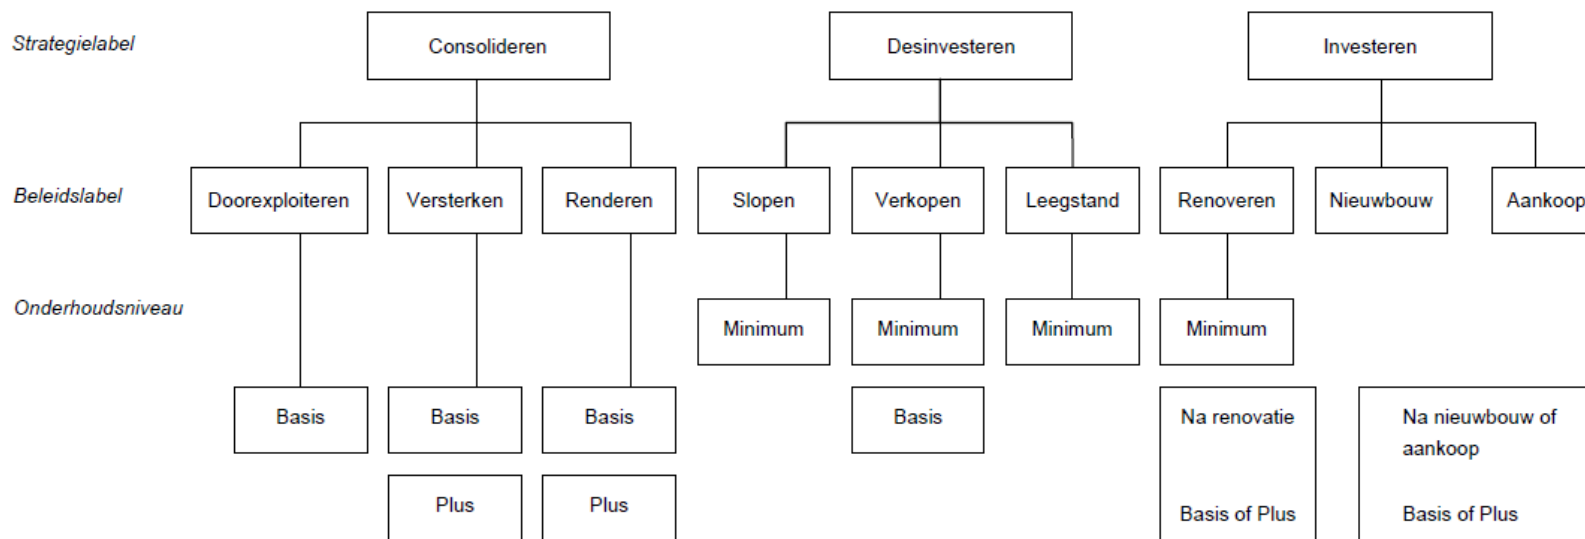 Strategielabel
Consolideren
Desinvesteren
Investeren
Beleidslabel
Doorexploiteren
Versterken
Renderen
Slopen
Verkopen
Leegstand
Renoveren
Nieuwbouw
Aankoop
Onderhoudsniveau
Minimum
Minimum
Minimum
Minimum
Basis
Basis
Basis
Basis
Na renovatie
Na nieuwbouw of
aankoop
Plus
Plus
Basis of Plus
Basis of Plus